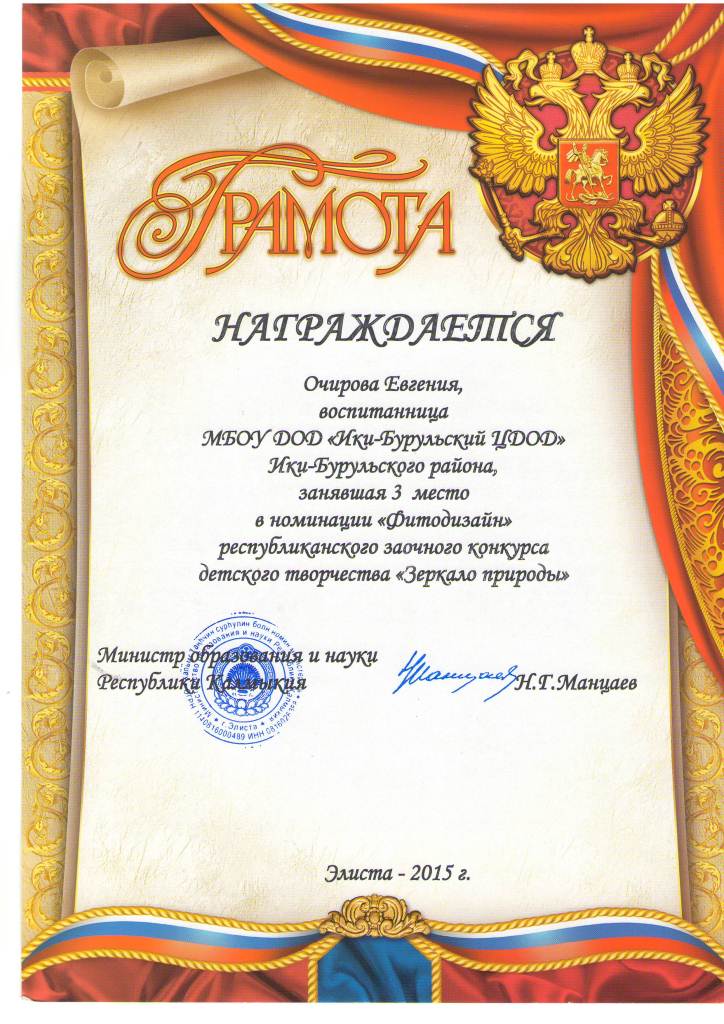 Грамота
НАГРАЖДАЕТСЯ
Очирова Евгения,
воспитанница
МБОУ ДОД «Ики-Бурульский ЦДОД»
Ики-Бурульского района,
занявшая 3 место
в номинации «Фитодизайн»
республиканского заочного конкурса
детского творчества «Зеркало природы»
Министр образования и науки
Республики Калмыкия
Н.Г.Манцаев
г. Элиста
Элиста - 2015 г.